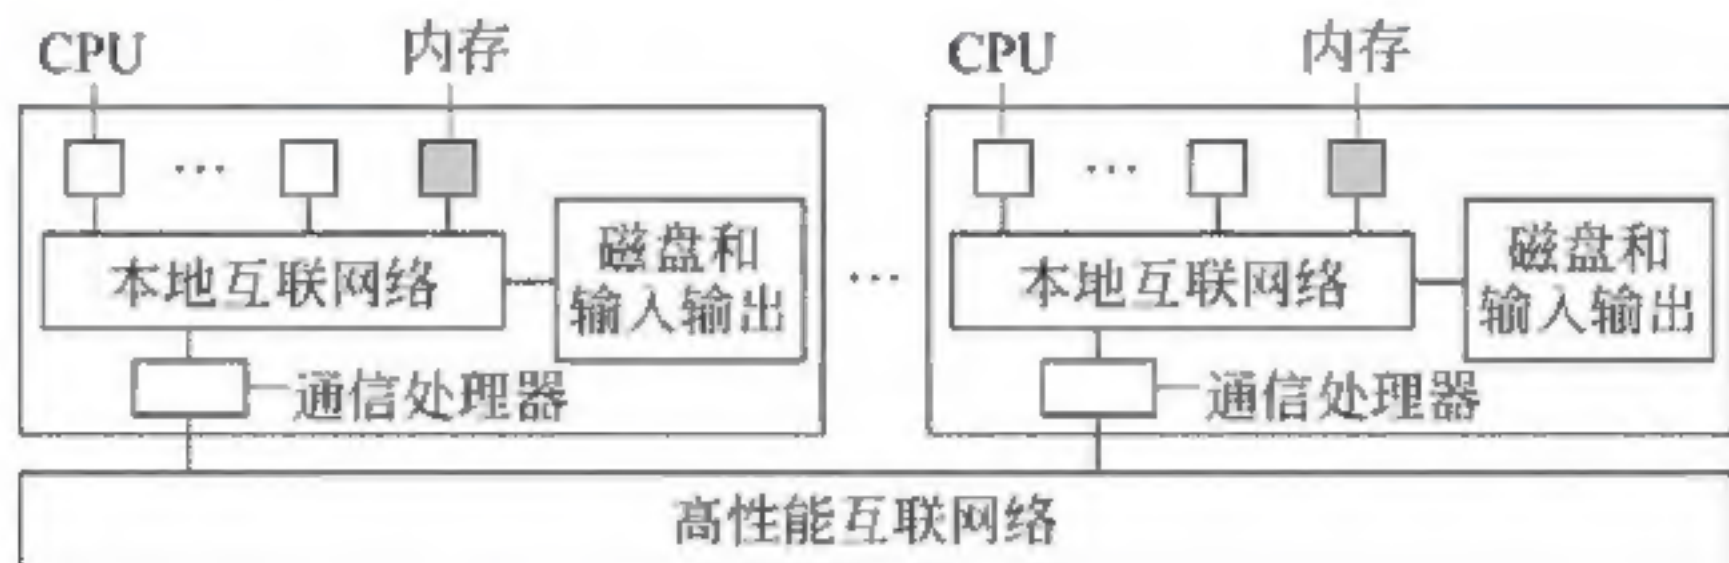 CPU
内存
CPU
内存
…
…
本地互联网络
磁盘和
输入输出
…
本地互联网络
磁盘和
输入输出
通信处理器
通信处理器
高性能互联网络